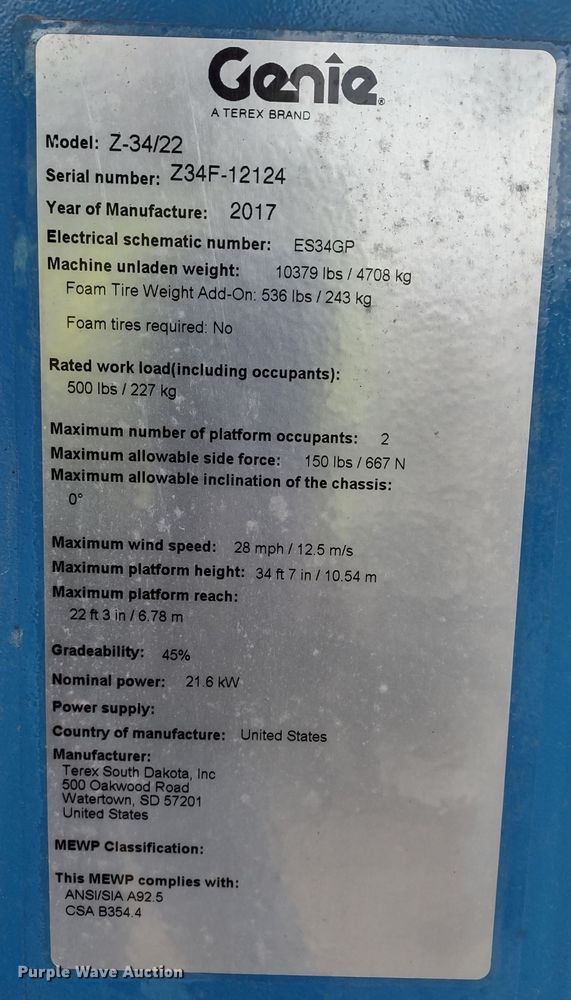 Genie®
A TEREX BRAND
Model: Z-34/22
Serial number: Z34F-12124
Year of Manufacture: 2017
Electrical schematic number: ES34GP
Machine unladen weight: 10379 lbs / 4708 kg
Foam Tire Weight Add-On: 536 lbs / 243 kg
Foam tires required: No
Rated work load(including occupants):
500 lbs / 227 kg
Maximum number of platform occupants: 2
Maximum allowable side force: 150 lbs / 667 N
Maximum allowable inclination of the chassis:
0°
Maximum wind speed: 28 mph / 12.5 m/s
Maximum platform height: 34 ft 7 in / 10.54 m
Maximum platform reach:
22 ft 3 in / 6.78 m
Gradeability: 45%
Nominal power: 21.6 kW
Power supply:
Country of manufacture: United States
Manufacturer:
Terex South Dakota, Inc
500 Oakwood Road
Watertown, SD 57201
United States
MEWP Classification:
This MEWP complies with:
ANSI/SIA A92.5
CSA B354.4
Purple Wave Auction